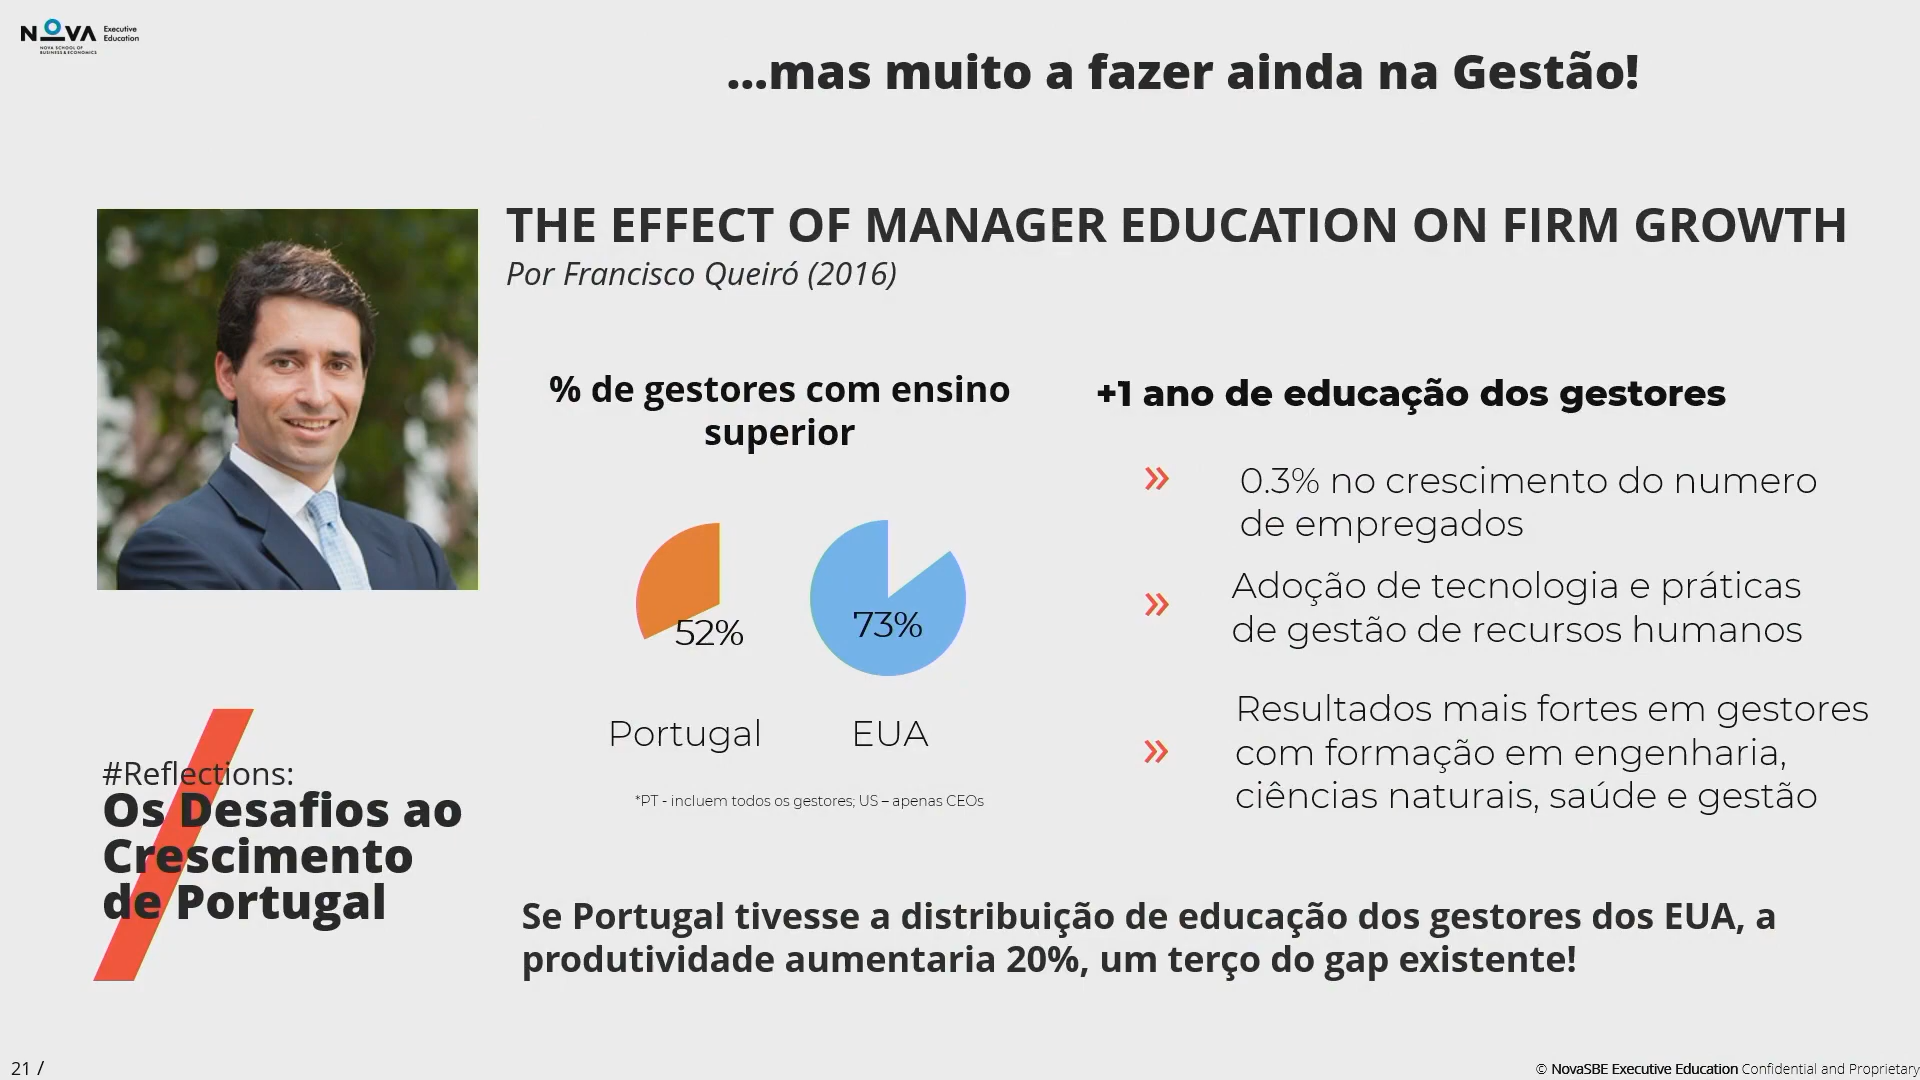 NOVA
NOVA SCHOOL OF
BUSINESS & ECONOMICS
Executive
Education
...mas muito a fazer ainda na Gestão!
THE EFFECT OF MANAGER EDUCATION ON FIRM GROWTH
Por Francisco Queiró (2016)
% de gestores com ensino
superior
52%
73%
Portugal
EUA
*PT - incluem todos os gestores; US – apenas CEOs
+1 ano de educação dos gestores
» 0.3% no crescimento do numero
de empregados
» Adoção de tecnologia e práticas
de gestão de recursos humanos
» Resultados mais fortes em gestores
com formação em engenharia,
ciências naturais, saúde e gestão
#Reflections:
Os Desafios ao
Crescimento
de Portugal
Se Portugal tivesse a distribuição de educação dos gestores dos EUA, a
produtividade aumentaria 20%, um terço do gap existente!
21 /
© NovaSBE Executive Education Confidential and Proprietary